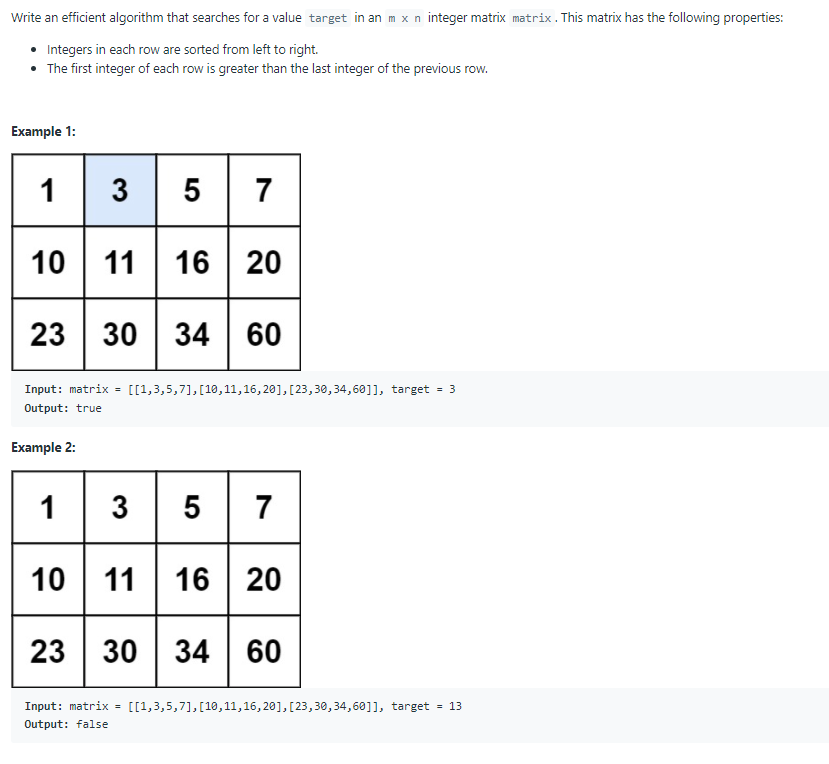 Write an efficient algorithm that searches for a value target in an m x n integer matrix matrix. This matrix has the following properties:
• Integers in each row are sorted from left to right.
• The first integer of each row is greater than the last integer of the previous row.
Example 1:
1 3 5 7
10 11 16 20
23 30 34 60
Input: matrix = [[1,3,5,7],[10,11,16,20],[23,30,34,60]], target = 3
Output: true
Example 2:
1 3 5 7
10 11 16 20
23 30 34 60
Input: matrix = [[1,3,5,7],[10,11,16,20],[23,30,34,60]], target = 13
Output: false